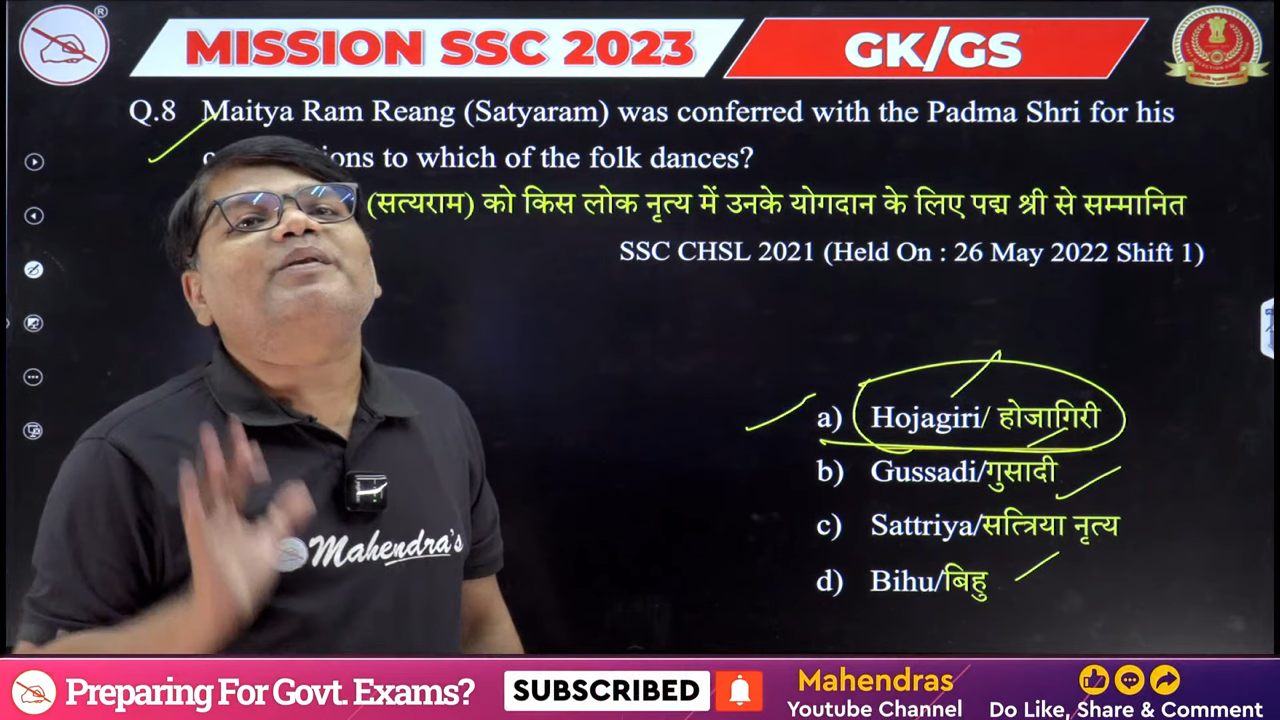 MISSION SSC 2023
GK/GS
®
Q.8 Maitya Ram Reang (Satyaram) was conferred with the Padma Shri for his
to which of the folk dances?
(सत्यराम) को किस लोक नृत्य में उनके योगदान के लिए पद्म श्री से सम्मानित
SSC CHSL 2021 (Held On : 26 May 2022 Shift 1)
a) Hojagiri/ होजागिरी
b) Gussadi/गुसादी
c) Sattriya/सत्त्रिया नृत्य
d) Bihu/बिहु
Mahendra's
Preparing For Govt. Exams?
SUBSCRIBED
Mahendras
Youtube Channel
Do Like, Share & Comment